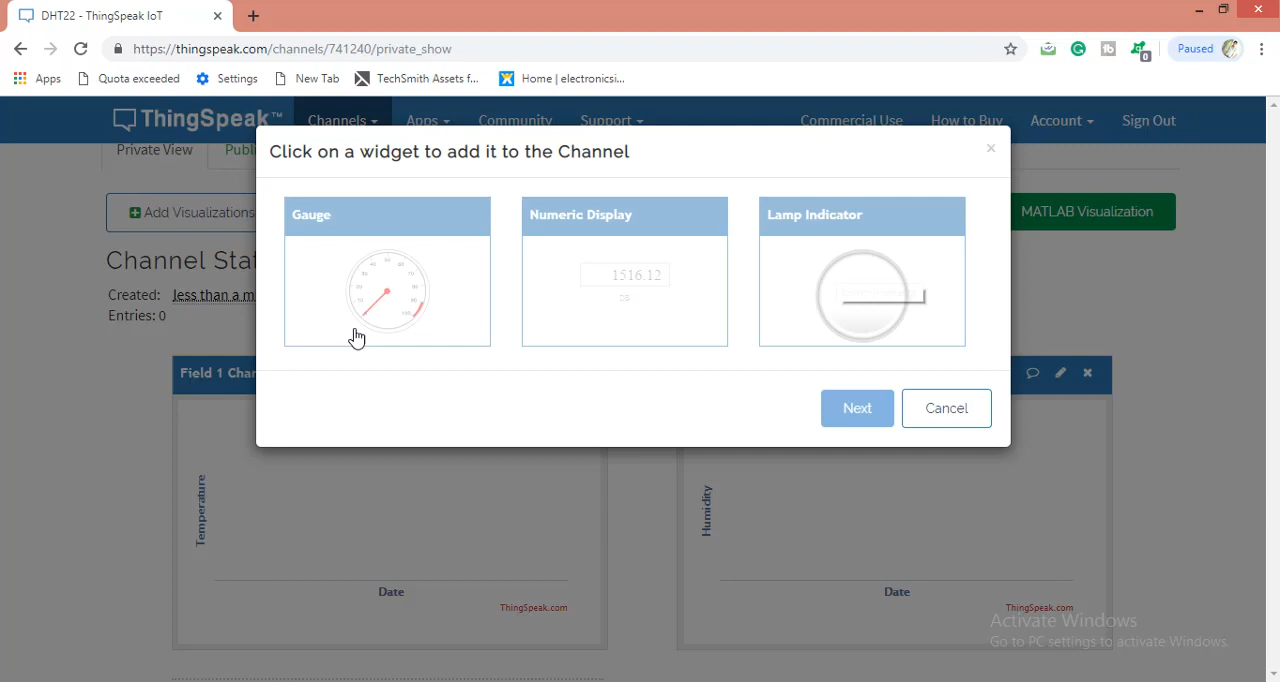 DHT22 - ThingSpeak IoT
https://thingspeak.com/channels/741240/private_show
Paused
Apps
Quota exceeded
Settings
New Tab
TechSmith Assets f...
Home | electronicsi...
ThingSpeak™
Channels
Apps
Community
Support
Commercial Use
How to Buy
Account
Sign Out
Private View
Publi
Click on a widget to add it to the Channel
Add Visualizations
MATLAB Visualization
Gauge
Numeric Display
Lamp Indicator
1516.12
Channel Stat
Created: less than a m
Entries: 0
Field 1 Char
Next
Cancel
Temperature
Date
ThingSpeak.com
Humidity
Date
ThingSpeak.com
Activate Windows
Go to PC settings to activate Windows.